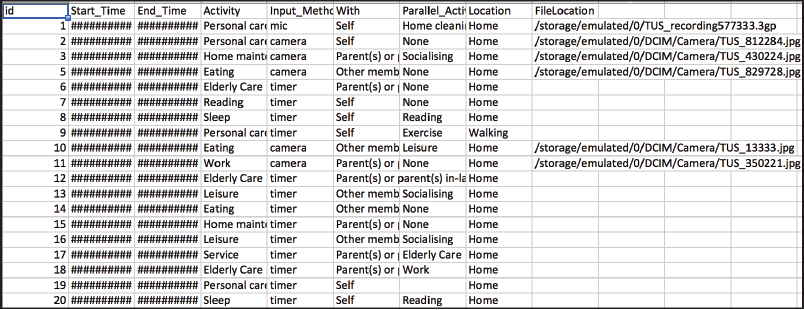 id Start_Time End_Time Activity Input_Metho With Parallel_Acti Location FileLocation
1 ########## ########## Personal care mic Self Home cleani Home /storage/emulated/0/TUS_recording577333.3gp
2 ########## ########## Personal care camera Self None Home /storage/emulated/0/DCIM/Camera/TUS_812284.jpg
3 ########## ########## Home mainte camera Parent(s) or p Socialising Home /storage/emulated/0/DCIM/Camera/TUS_430224.jpg
5 ########## ########## Eating camera Other memb None Home /storage/emulated/0/DCIM/Camera/TUS_829728.jpg
6 ########## ########## Elderly Care timer Parent(s) or p None Home
7 ########## ########## Reading timer Self None Home
8 ########## ########## Sleep timer Self Reading Home
9 ########## ########## Personal care timer Self Exercise Walking
10 ########## ########## Eating camera Other memb Leisure Home /storage/emulated/0/DCIM/Camera/TUS_13333.jpg
11 ########## ########## Work camera Parent(s) or p None Home /storage/emulated/0/DCIM/Camera/TUS_350221.jpg
12 ########## ########## Elderly Care timer Parent(s) or parent(s) in-la Home
13 ########## ########## Leisure timer Other memb Socialising Home
14 ########## ########## Eating timer Other memb None Home
15 ########## ########## Home mainte timer Parent(s) or p None Home
16 ########## ########## Leisure timer Other memb Socialising Home
17 ########## ########## Service timer Parent(s) or p Elderly Care Home
18 ########## ########## Elderly Care timer Parent(s) or p Work Home
19 ########## ########## Personal care timer Self Home
20 ########## ########## Sleep timer Self Reading Home